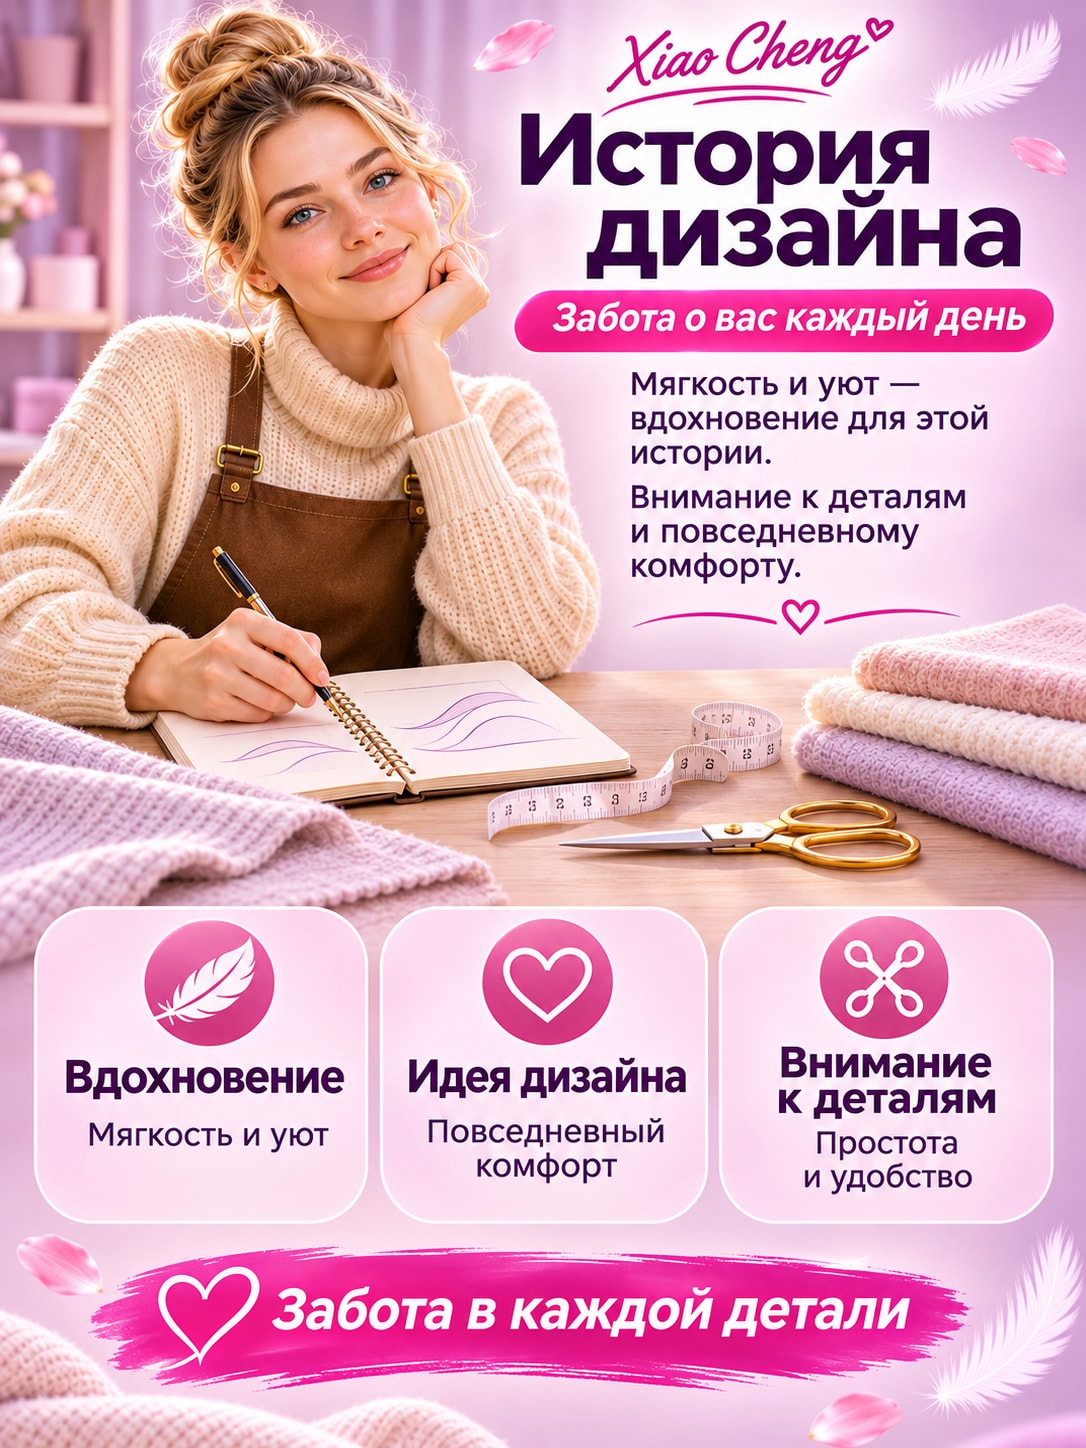 Xiao Cheng
История
дизайна
Забота о вас каждый день
Мягкость и уют —
вдохновение для этой
истории.
Внимание к деталям
и повседневному
комфорту.
Вдохновение
Мягкость и уют
Идея дизайна
Повседневный
комфорт
Внимание
к деталям
Простота
и удобство
Забота в каждой детали